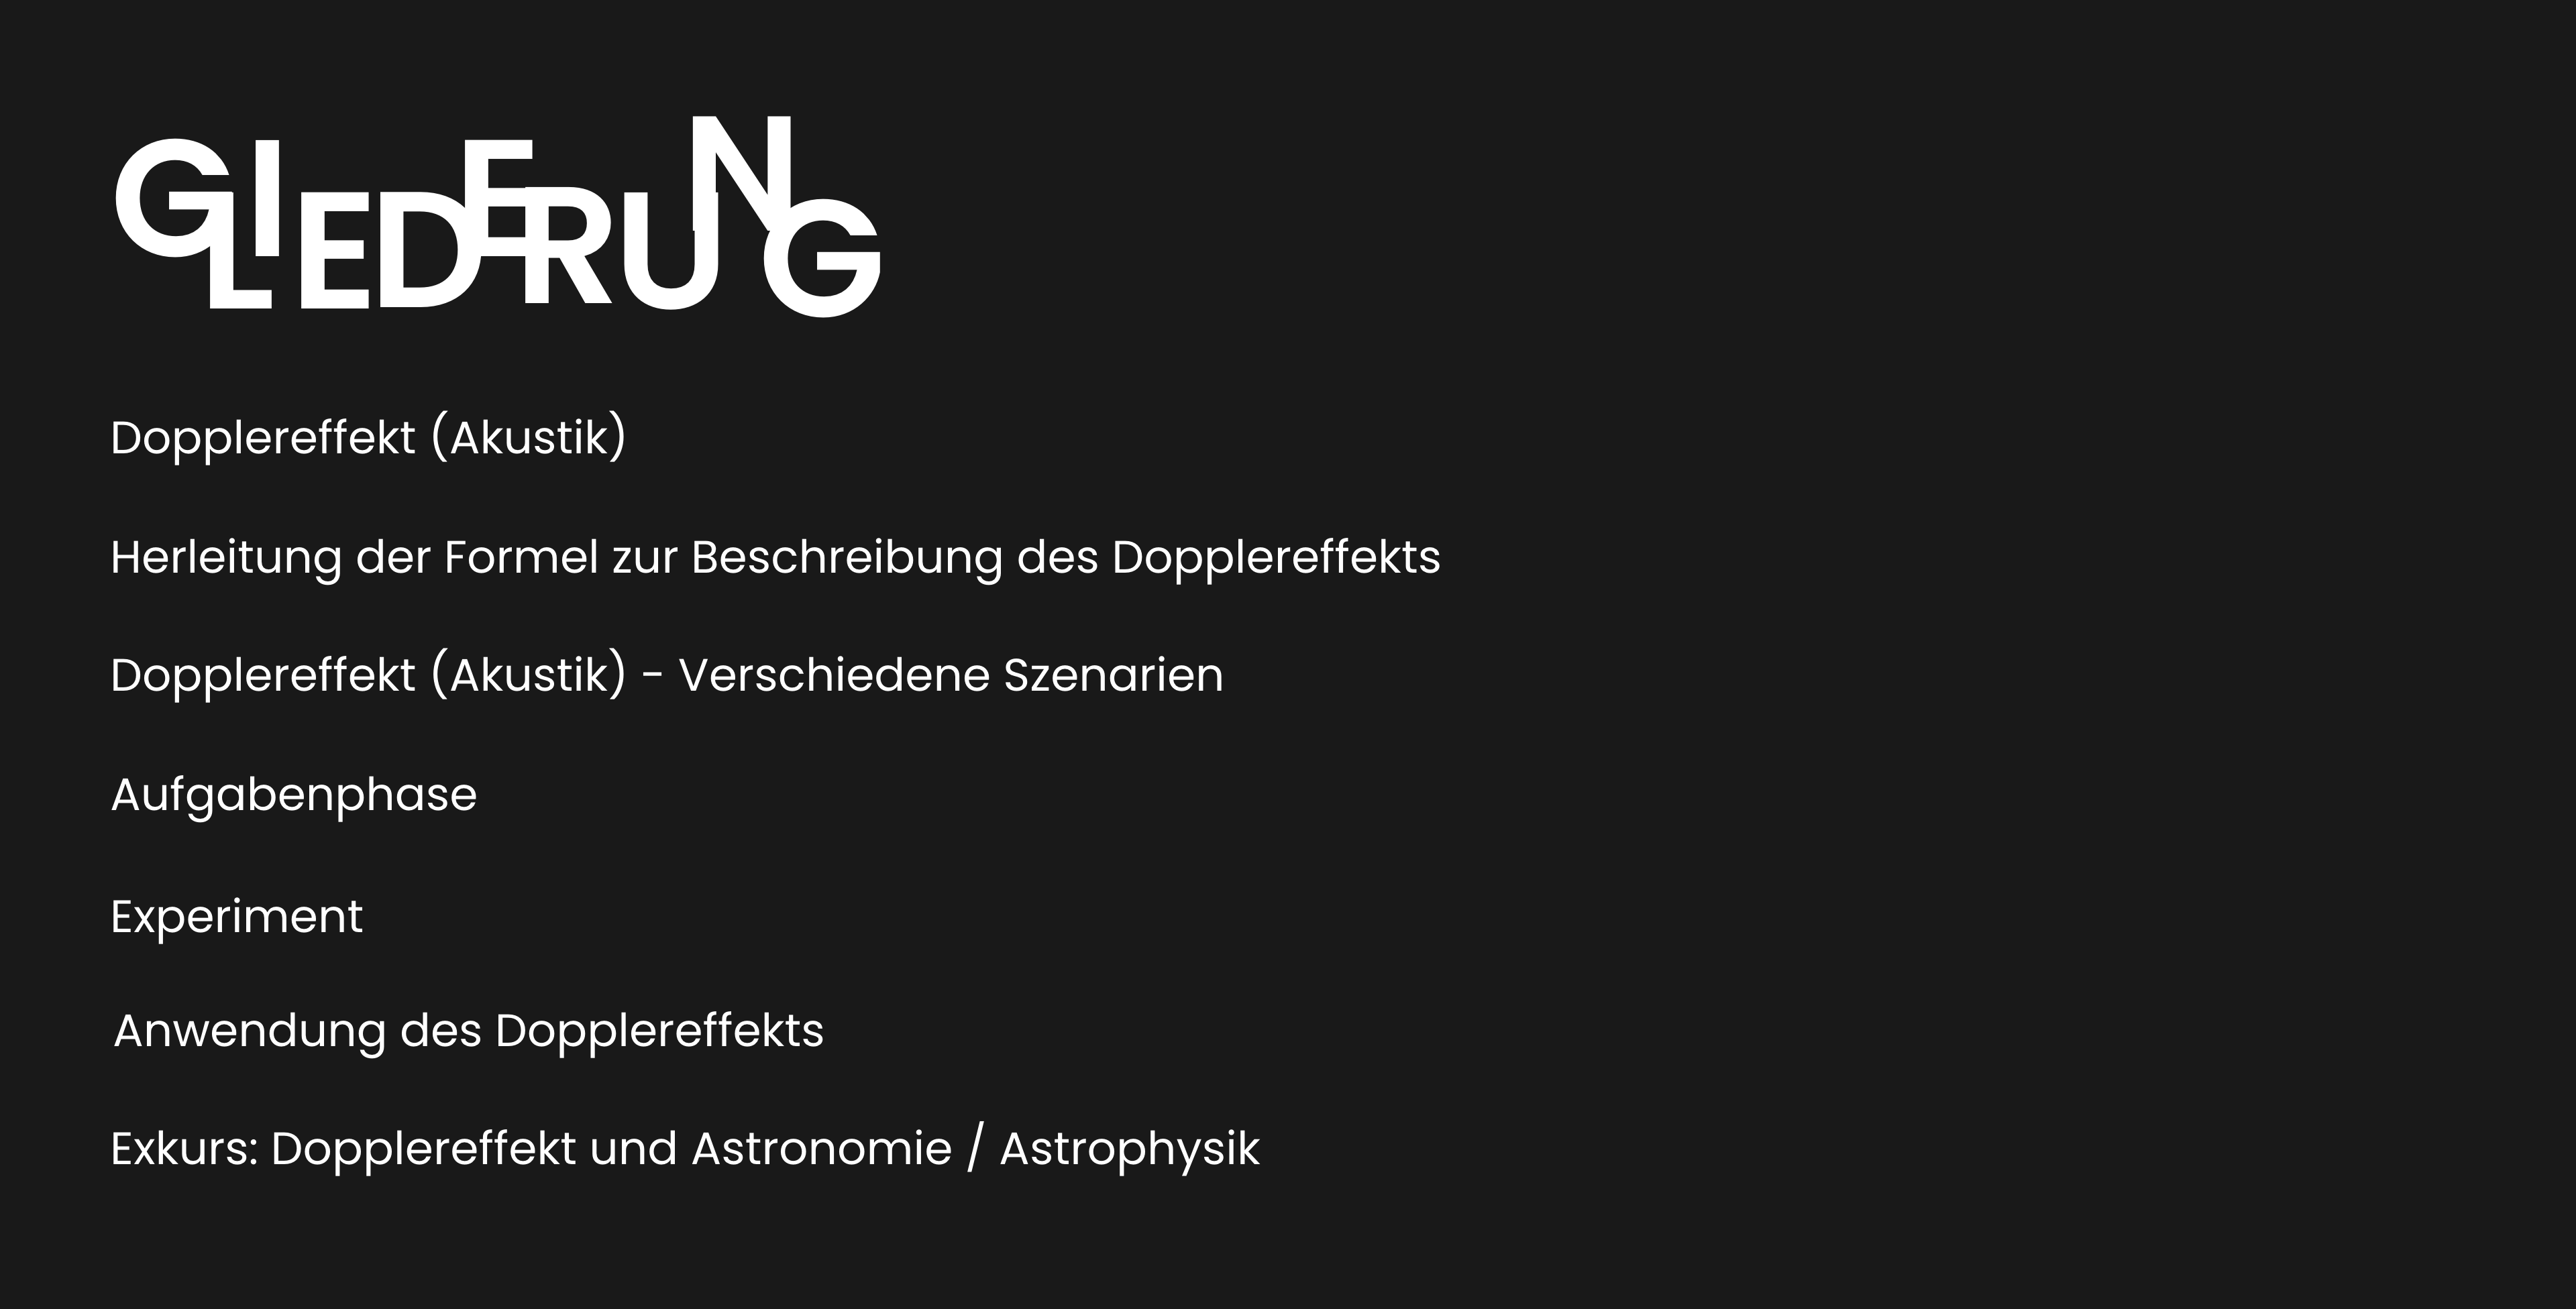 GLIEDERUNG
Dopplereffekt (Akustik)
Herleitung der Formel zur Beschreibung des Dopplereffekts
Dopplereffekt (Akustik) - Verschiedene Szenarien
Aufgabenphase
Experiment
Anwendung des Dopplereffekts
Exkurs: Dopplereffekt und Astronomie / Astrophysik